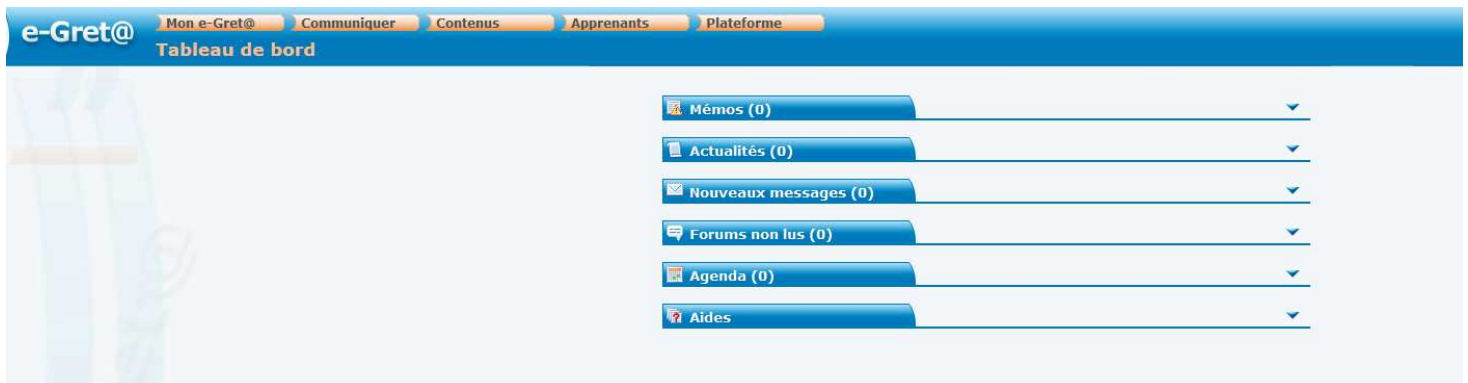 e-Gret@
Mon e-Gret@ Communiquer Contenus Apprenants Plateforme
Tableau de bord
Mémos (0)
Actualités (0)
Nouveaux messages (0)
Forums non lus (0)
Agenda (0)
Aides